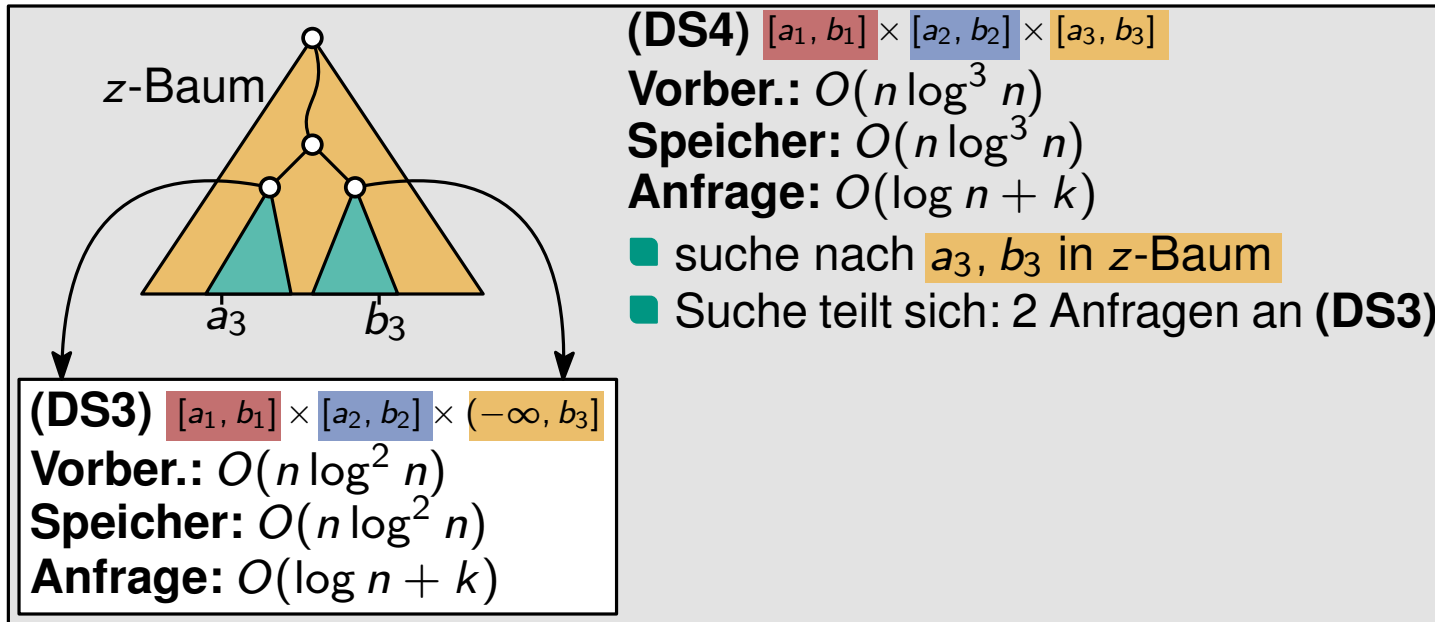 z-Baum
a₃ b₃
(DS3) [a₁, b₁] × [a₂, b₂] × (−∞, b₃]
Vorber.: O(n log² n)
Speicher: O(n log² n)
Anfrage: O(log n + k)
(DS4) [a₁, b₁] × [a₂, b₂] × [a₃, b₃]
Vorber.: O(n log³ n)
Speicher: O(n log³ n)
Anfrage: O(log n + k)
suche nach a₃, b₃ in z-Baum
Suche teilt sich: 2 Anfragen an (DS3)